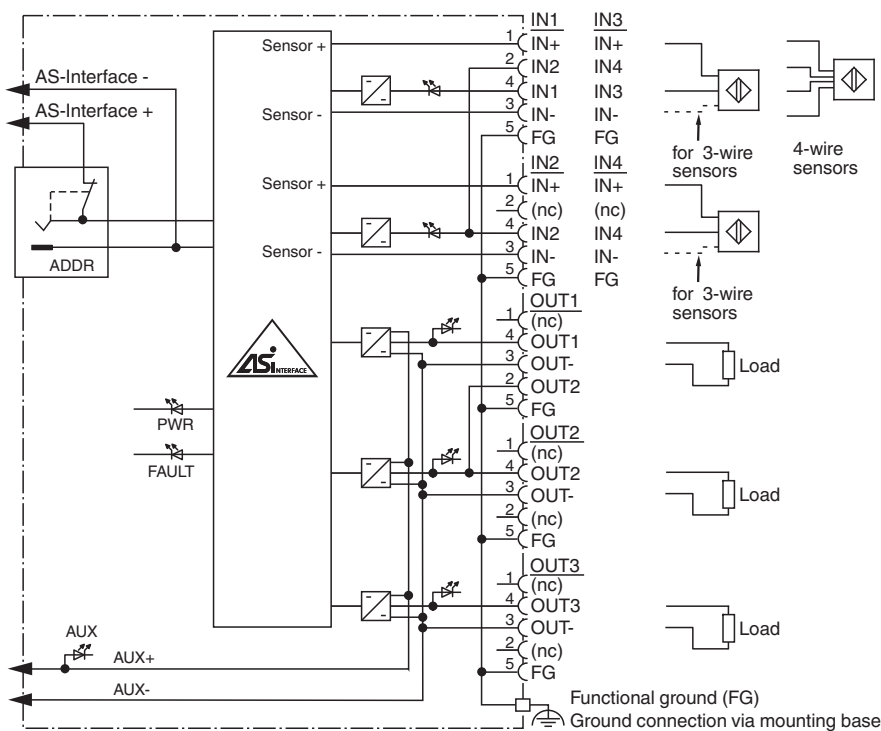 AS-Interface -
AS-Interface +
ADDR
PWR
FAULT
AUX
AUX+
AUX-
Sensor +
Sensor -
Sensor +
Sensor -
ASi INTERFACE
IN1 IN3
1 IN+ IN+
2 IN2 IN4
4 IN1 IN3
3 IN- IN-
5 FG FG
IN2 IN4
1 IN+ IN+
2 (nc) (nc)
4 IN2 IN4
3 IN- IN-
5 FG FG
OUT1
1 (nc)
4 OUT1
3 OUT-
2 OUT2
5 FG
OUT2
1 (nc)
4 OUT2
3 OUT-
2 (nc)
5 FG
OUT3
1 (nc)
4 OUT3
3 OUT-
2 (nc)
5 FG
for 3-wire
sensors
4-wire
sensors
for 3-wire
sensors
Load
Load
Load
Functional ground (FG)
Ground connection via mounting base